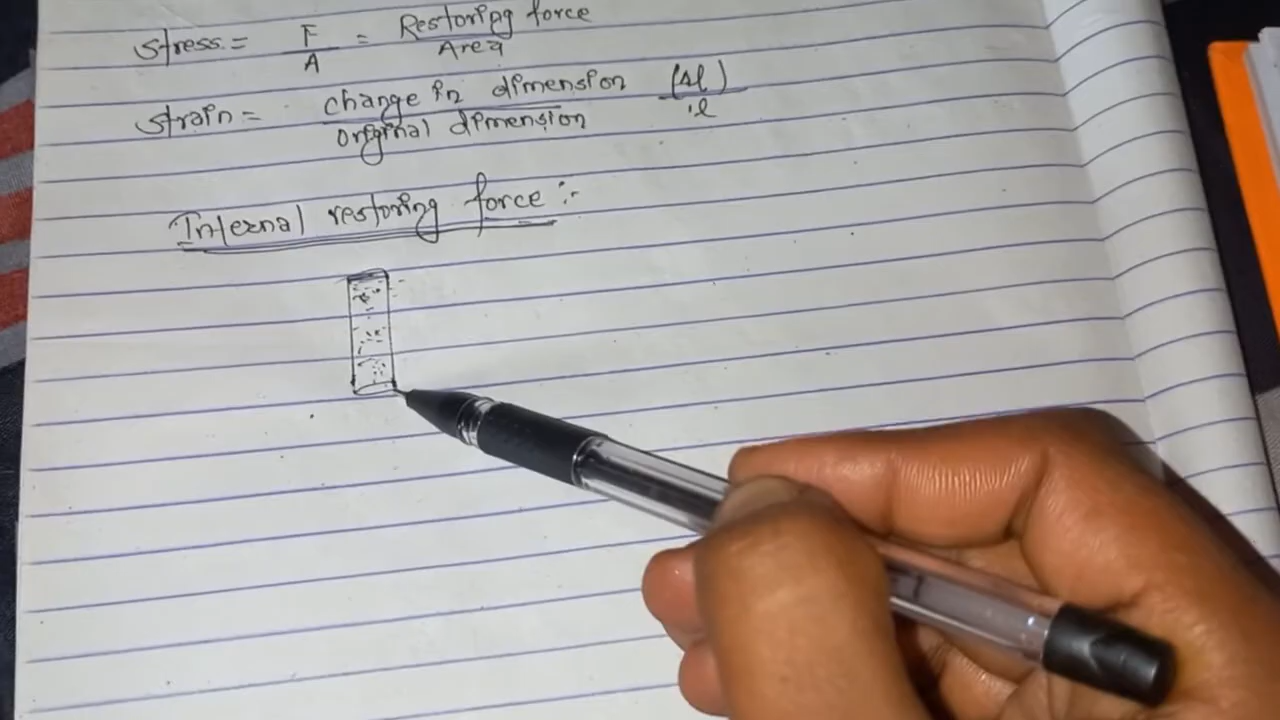 Stress = F/A = Restoring force/Area
Strain = change in dimension/original dimension (Δl)/l
Internal restoring force :-